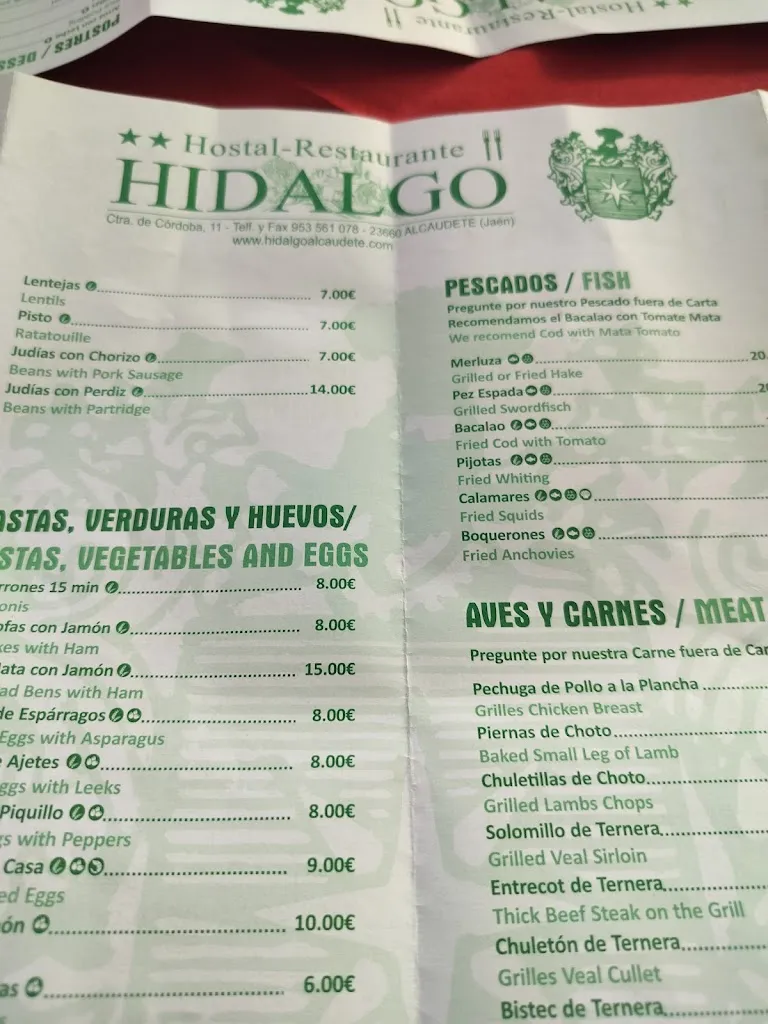 POSTRES / DESS
Hostal-Restaurante
Hostal-Restaurante
HIDALGO
Ctra. de Córdoba, 11 - Telf. y Fax 953 561 078 - 23660 ALCAUDETE (Jaén)
www.hidalgoalcaudete.com
Lentejas 7.00€
Lentils
Pisto 7.00€
Ratatouille
Judías con Chorizo 7.00€
Beans with Pork Sausage
Judías con Perdiz 14.00€
Beans with Partridge
ASTAS, VERDURAS Y HUEVOS/
STAS, VEGETABLES AND EGGS
rrones 15 min 8.00€
onis
ofas con Jamón 8.00€
kes with Ham
ata con Jamón 15.00€
ad Bens with Ham
de Espárragos 8.00€
Eggs with Asparagus
Ajetes 8.00€
ggs with Leeks
Piquillo 8.00€
gs with Peppers
Casa 9.00€
ed Eggs
ón 10.00€
as 6.00€
PESCADOS / FISH
Pregunte por nuestro Pescado fuera de Carta
Recomendamos el Bacalao con Tomate Mata
We recomend Cod with Mata Tomato
Merluza 20.
Grilled or Fried Hake
Pez Espada 20
Grilled Swordfisch
Bacalao
Fried Cod with Tomato
Pijotas
Fried Whiting
Calamares
Fried Squids
Boquerones
Fried Anchovies
AVES Y CARNES / MEAT
Pregunte por nuestra Carne fuera de Car
Pechuga de Pollo a la Plancha
Grilles Chicken Breast
Piernas de Choto
Baked Small Leg of Lamb
Chuletillas de Choto
Grilled Lambs Chops
Solomillo de Ternera
Grilled Veal Sirloin
Entrecot de Ternera
Thick Beef Steak on the Grill
Chuletón de Ternera
Grilles Veal Cullet
Bistec de Ternera